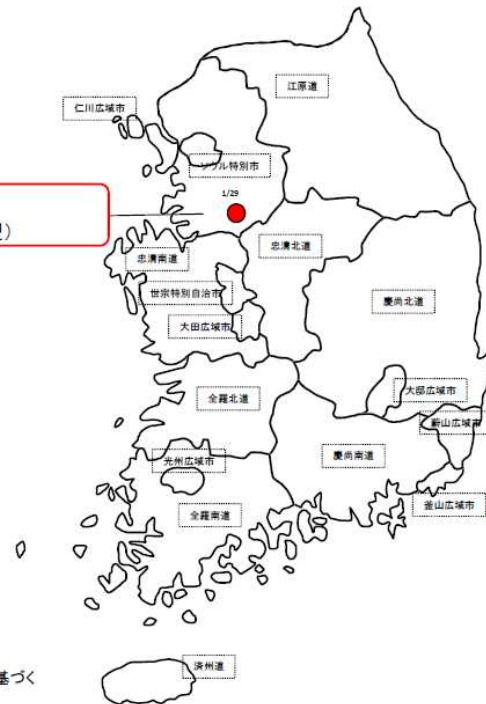 江原道
仁川広域市
ソウル特別市
1/29
忠清北道
忠清南道
世宗特別自治市
慶尚北道
大田広域市
大邱広域市
全羅北道
蔚山広域市
慶尚南道
光州広域市
釜山広域市
全羅南道
済州道
基づく